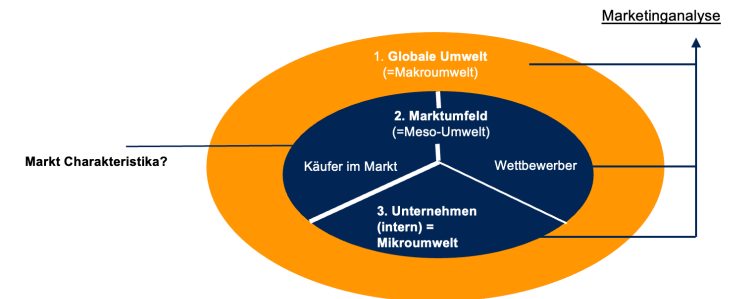 Marketinganalyse
1. Globale Umwelt
(=Makroumwelt)
2. Marktumfeld
(=Meso-Umwelt)
Markt Charakteristika?
Käufer im Markt
Wettbewerber
3. Unternehmen
(intern) =
Mikroumwelt